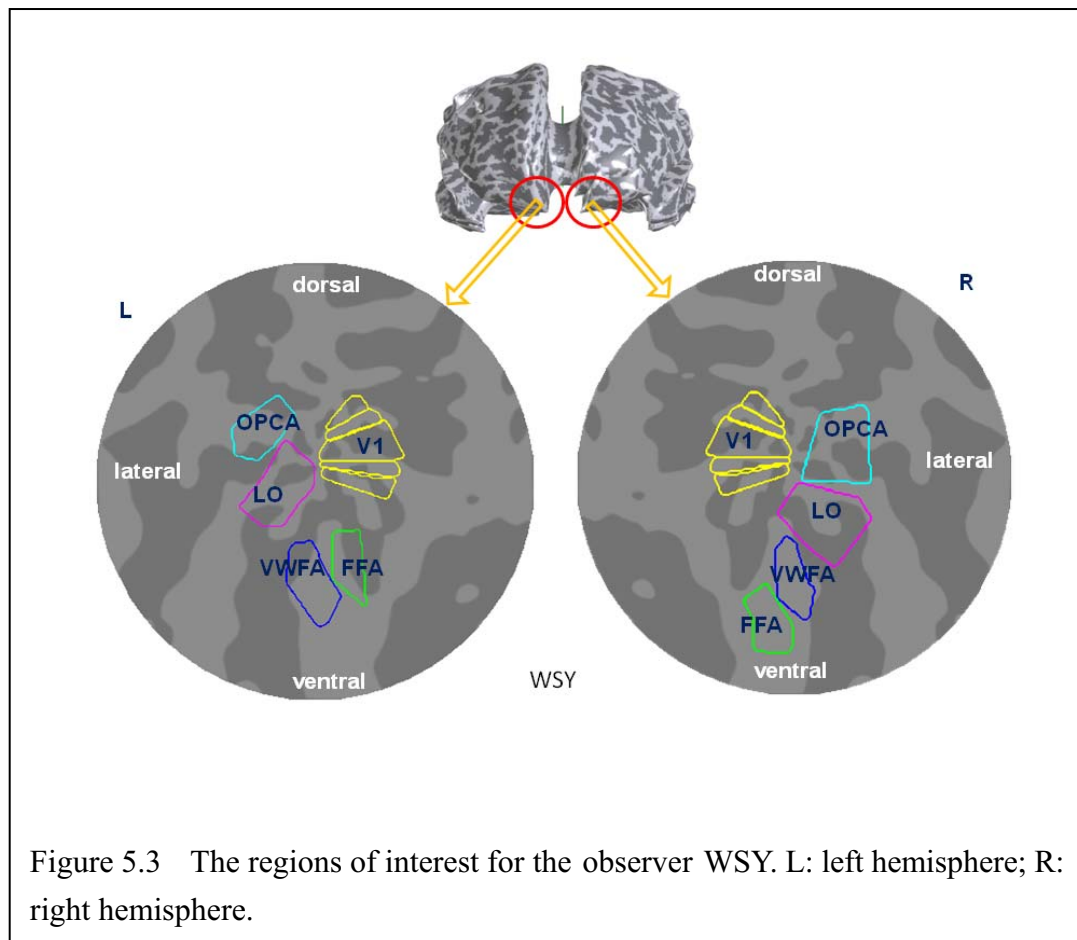 dorsal
L
OPCA
V1
lateral
LO
VWFA
FFA
ventral
WSY
dorsal
R
V1
OPCA
lateral
LO
VWFA
FFA
ventral
Figure 5.3 The regions of interest for the observer WSY. L: left hemisphere; R:
right hemisphere.